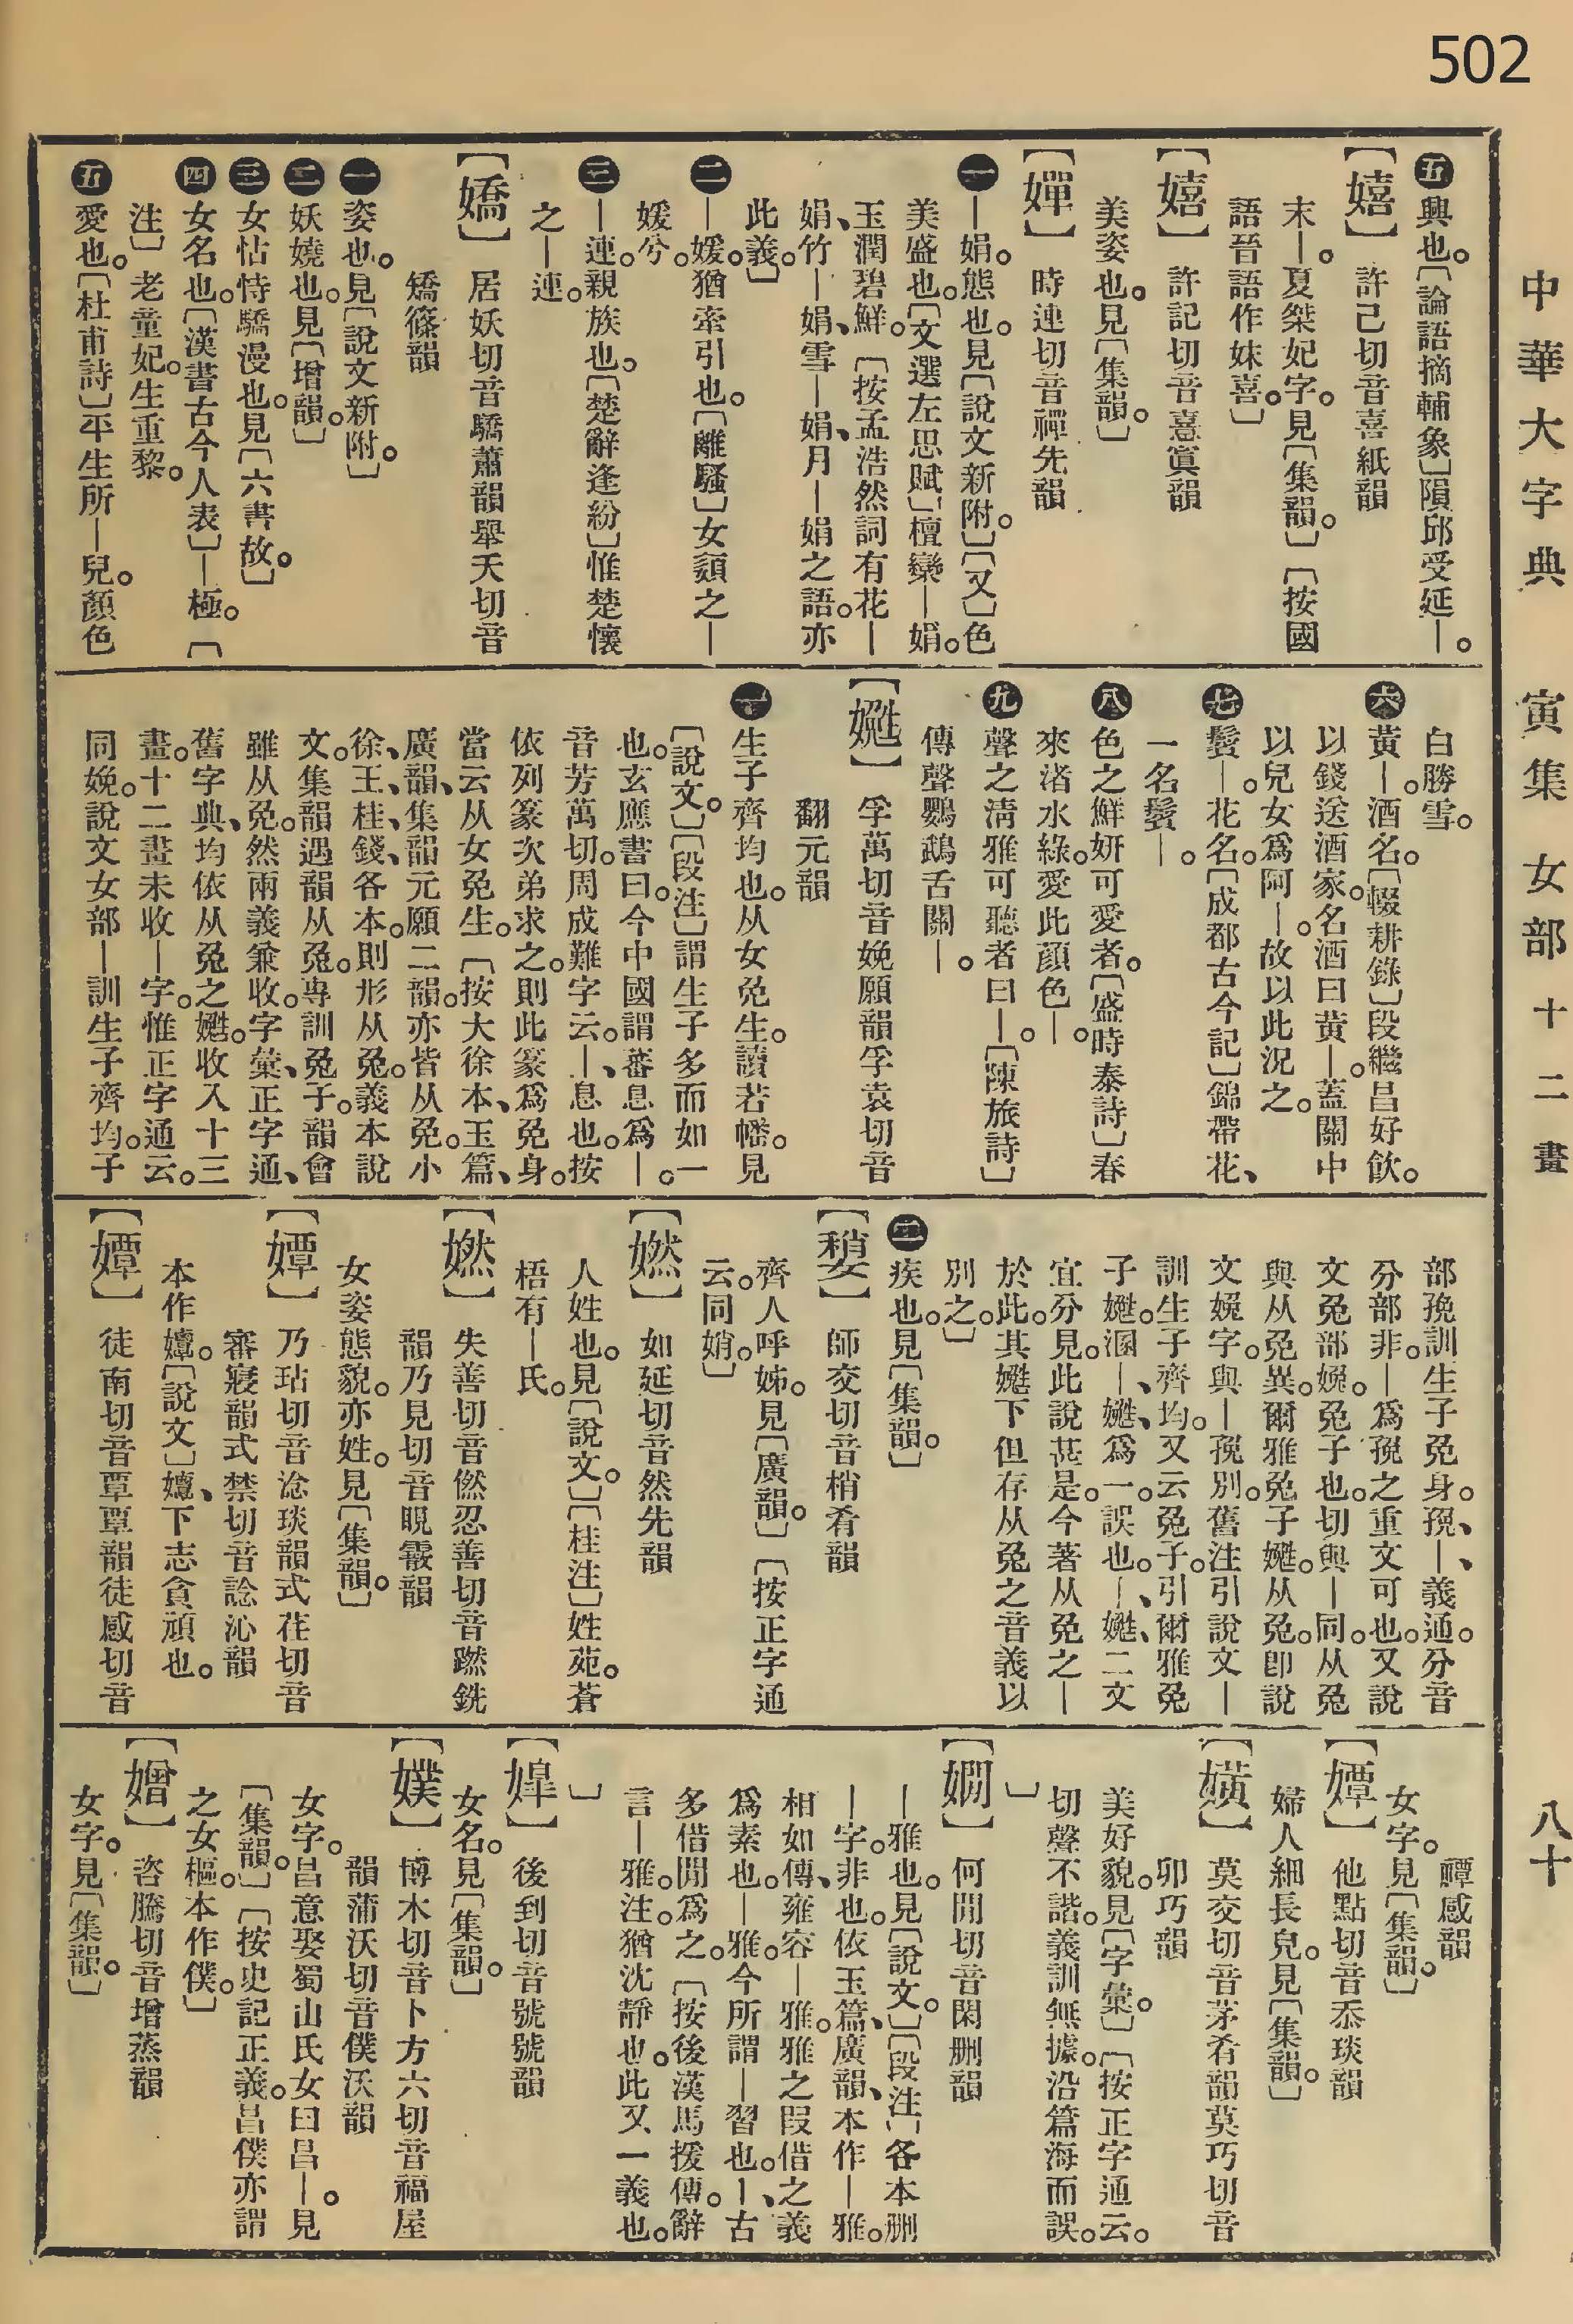 502
中華大字典　寅集　女部　十二畫　八十
㊄興也。〔論語摘輔象〕隕邱受延｜。
〔嬉〕許己切音喜紙韻
末｜。夏桀妃字。見〔集韻。〕〔按國
語晉語作妺喜。〕
〔嬉〕許記切音憙寘韻
美姿也。見〔集韻。〕
〔嬋〕時連切音禪先韻
㊀｜娟。態也。見〔說文新附。〕〔又〕色
美盛也。〔文選左思賦〕檀欒｜娟。
玉潤碧鮮。〔按孟浩然詞有花｜
娟、竹｜娟、雪｜娟、月｜娟之語。亦
此義。〕
㊁｜媛。猶牽引也。〔離騷〕女嬃之｜
媛兮。
㊂｜連。親族也。〔楚辭逢紛〕惟楚懷
之｜連。
〔嬌〕居妖切音驕蕭韻舉夭切音
矯篠韻
㊀姿也。見〔說文新附。〕
㊁妖嬈也。見〔增韻。〕
㊂女怙恃驕漫也。見〔六書故。〕
㊃女名也。〔漢書古今人表〕｜極。〔
注〕老童妃。生重黎。
㊄愛也。〔杜甫詩〕平生所｜兒。顏色
白勝雪。
㊅黃｜。酒名。〔輟耕錄〕段繼昌好飲。
以錢送酒家。名酒曰黃｜。蓋關中
以兒女爲阿｜。故以此況之。
㊆鬟｜。花名。〔成都古今記〕錦帶花、
一名鬟｜。
㊇色之鮮妍可愛者。〔盛時泰詩〕春
來渚水綠。愛此顏色｜。
㊈聲之淸雅可聽者曰｜。〔陳旅詩〕
傳聲鸚鵡舌關｜。
〔嬎〕孚萬切音娩願韻孚袁切音
翻元韻
㊀生子齊均也。从女免生。讀若幡。見
〔說文。〕〔段注〕謂生子多而如一
也。玄應書曰。今中國謂蕃息爲｜。
音芳萬切。周成難字云。｜、息也。按
依列篆次弟求之。則此篆爲免身。
當云从女免生。〔按大徐本、玉篇、
廣韻、集韻元願二韻。亦皆从免。小
徐、王、桂、錢、各本。則形从兔。義本說
文。集韻遇韻从兔。專訓兔子。韻會
雖从免。然兩義兼收。字彙、正字通、
舊字典、均依从兔之嬎。收入十三
畫。十二畫未收｜字。惟正字通云。
同娩。說文女部｜訓生子齊均。子
部㝃訓生子免身。㝃、｜、義通。分音
分部非。｜爲㝃之重文可也。又說
文兔部娩。兔子也。切與｜同。从兔
與从免異。爾雅兔子嬎。从兔。卽說
文娩字。與｜㝃別。舊注引說文｜
訓生子齊均。又云兔子。引爾雅兔
子嬎。溷｜、嬎、爲一。誤也。｜、嬎、二文
宜分見。此說甚是。今著从免之｜
於此。其嬎下但存从兔之音義以
別之。〕
㊁疾也。見〔集韻。〕
〔㛮〕師交切音梢肴韻
齊人呼姊。見〔廣韻。〕〔按正字通
云。同娋。〕
〔嬿〕如延切音然先韻
人姓也。見〔說文。〕〔桂注〕姓苑。蒼
梧有｜氏。
〔嬿〕失善切音㒄忍善切音蹨銑
韻乃見切音晛霰韻
女姿態貌。亦姓。見〔集韻。〕
〔嬋〕乃玷切音淰琰韻式荏切音
審寑韻式禁切音諗沁韻
本作嬋。〔說文〕嬋、下志貪頑也。
〔嬋〕徒南切音覃覃韻徒感切音
禫感韻
女字。見〔集韻。〕
〔嬋〕他點切音忝琰韻
婦人細長皃。見〔集韻。〕
〔嫹〕莫交切音茅肴韻莫巧切音
卯巧韻
美好貌。見〔字彙。〕〔按正字通云。
切聲不諧。義訓無據。沿篇海而誤。
〕
〔嫺〕何閒切音閑刪韻
｜雅也。見〔說文。〕〔段注〕各本刪
｜字。非也。依玉篇、廣韻、本作｜雅。
相如傳、雍容｜雅。雅之叚借之義
爲素也。｜雅。今所謂｜習也。｜、古
多借閒爲之。〔按後漢馬援傳。辭
言｜雅。注。猶沈靜也。此又一義也。
〕
〔嫭〕後到切音號號韻
女名。見〔集韻。〕
〔嬫〕博木切音卜方六切音福屋
韻蒲沃切音僕沃韻
女字。昌意娶蜀山氏女曰昌｜。見
〔集韻。〕〔按史記正義。昌僕亦謂
之女樞。本作僕。〕
〔嶒〕咨騰切音增蒸韻
女字。見〔集韻。〕